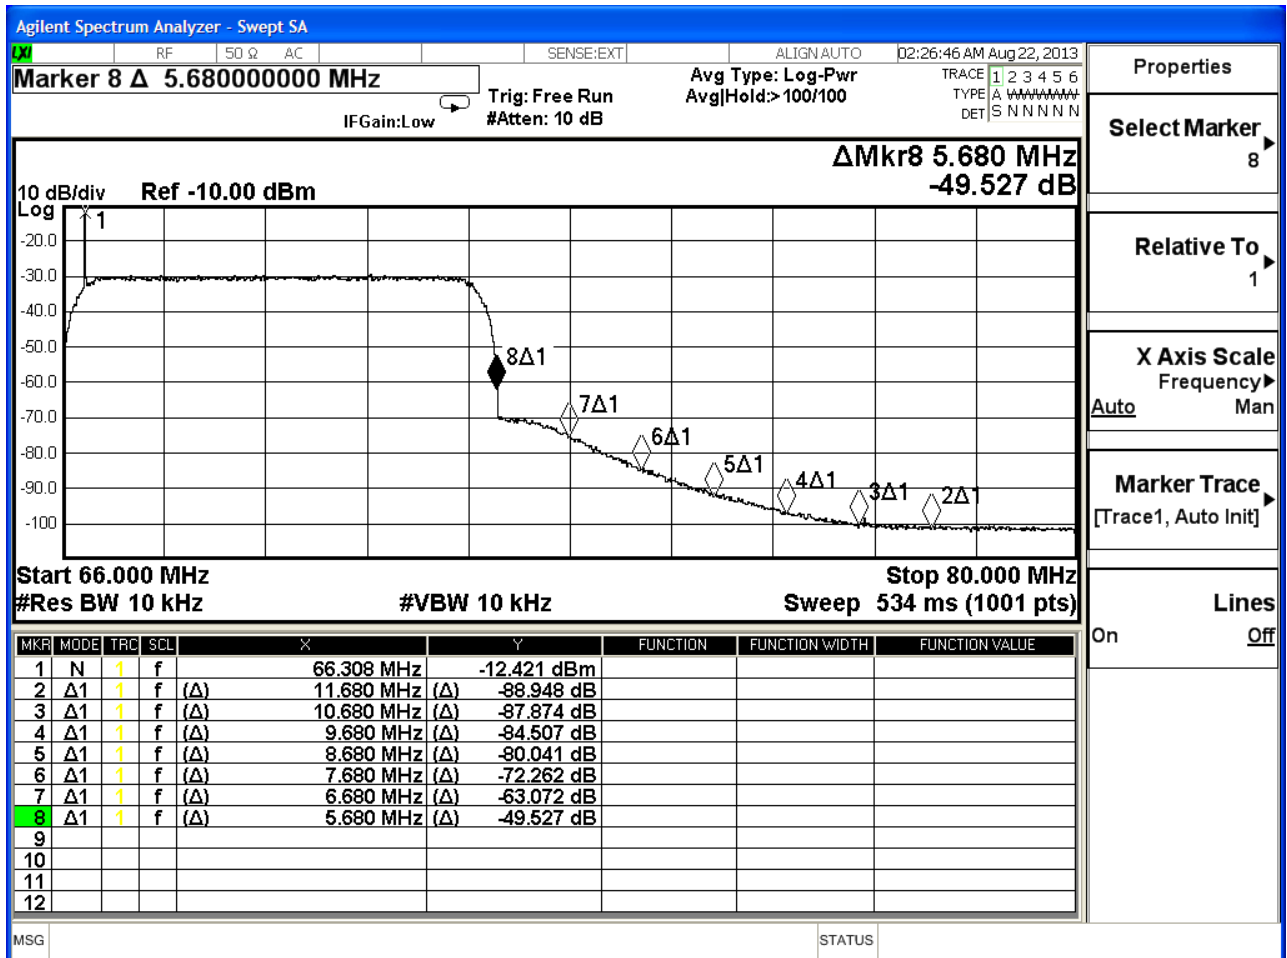 Agilent Spectrum Analyzer - Swept SA
LXI RF 50 Ω AC SENSE:EXT ALIGN AUTO 02:26:46 AM Aug 22, 2013
Marker 8 Δ 5.680000000 MHz
IFGain:Low
Trig: Free Run
#Atten: 10 dB
Avg Type: Log-Pwr
Avg|Hold:>100/100
TRACE 1 2 3 4 5 6
TYPE A WWWWWW
DET S N N N N N
ΔMkr8 5.680 MHz
-49.527 dB
10 dB/div Ref -10.00 dBm
Log
-20.0
-30.0
-40.0
-50.0
-60.0
-70.0
-80.0
-90.0
-100
1
8Δ1
7Δ1
6Δ1
5Δ1
4Δ1
3Δ1
2Δ1
Start 66.000 MHz Stop 80.000 MHz
#Res BW 10 kHz #VBW 10 kHz Sweep 534 ms (1001 pts)
MKR MODE TRC SCL X Y FUNCTION FUNCTION WIDTH FUNCTION VALUE
1 N 1 f 66.308 MHz -12.421 dBm
2 Δ1 1 f (Δ) 11.680 MHz (Δ) -88.948 dB
3 Δ1 1 f (Δ) 10.680 MHz (Δ) -87.874 dB
4 Δ1 1 f (Δ) 9.680 MHz (Δ) -84.507 dB
5 Δ1 1 f (Δ) 8.680 MHz (Δ) -80.041 dB
6 Δ1 1 f (Δ) 7.680 MHz (Δ) -72.262 dB
7 Δ1 1 f (Δ) 6.680 MHz (Δ) -63.072 dB
8 Δ1 1 f (Δ) 5.680 MHz (Δ) -49.527 dB
9
10
11
12
MSG STATUS
Properties
Select Marker
8
Relative To
1
X Axis Scale
Frequency
Auto Man
Marker Trace
[Trace1, Auto Init]
Lines
On Off